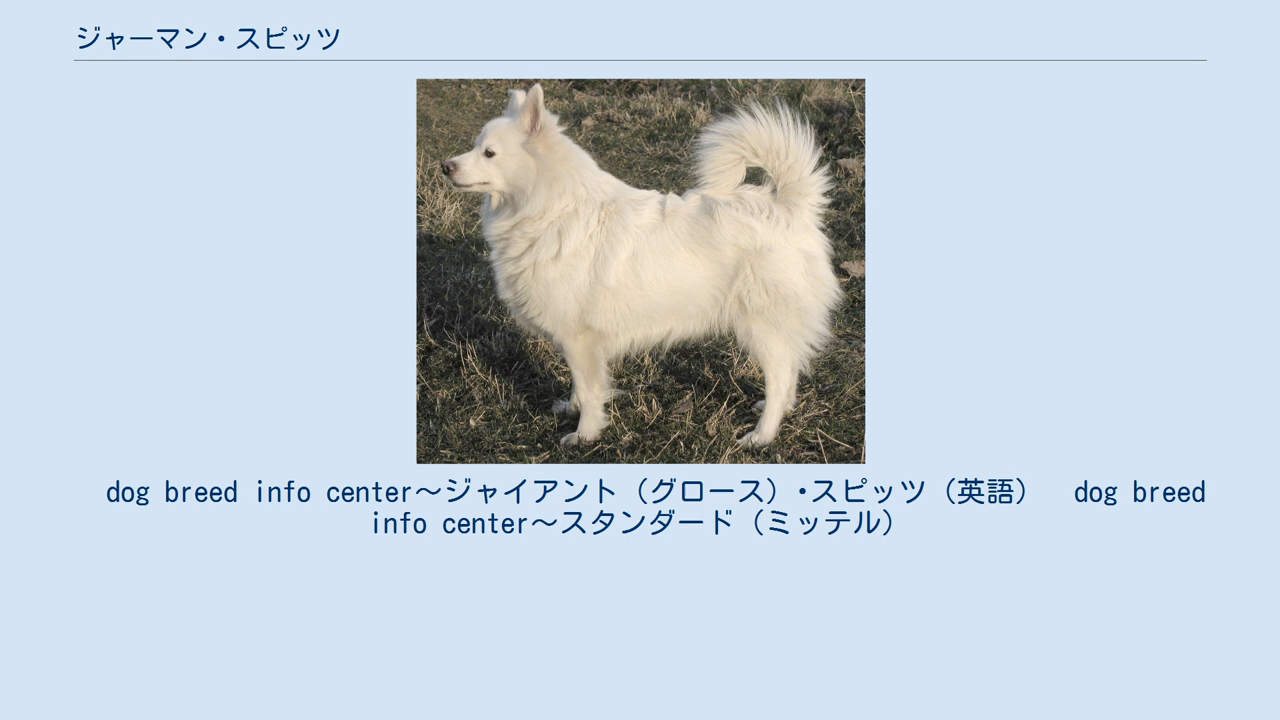 ジャーマン・スピッツ
dog breed info center～ジャイアント（グロース）・スピッツ（英語）　dog breed
info center～スタンダード（ミッテル）